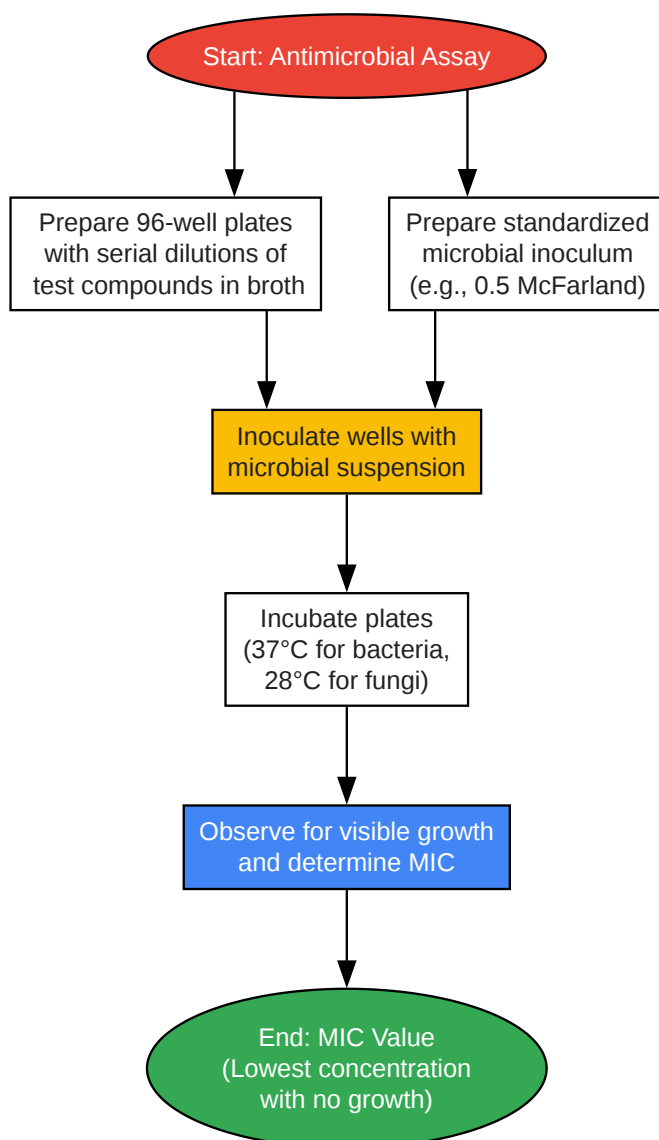 Start: Antimicrobial Assay
Prepare 96-well plates
with serial dilutions of
test compounds in broth
Prepare standardized
microbial inoculum
(e.g., 0.5 McFarland)
Inoculate wells with
microbial suspension
Incubate plates
(37°C for bacteria,
28°C for fungi)
Observe for visible growth
and determine MIC
End: MIC Value
(Lowest concentration
with no growth)